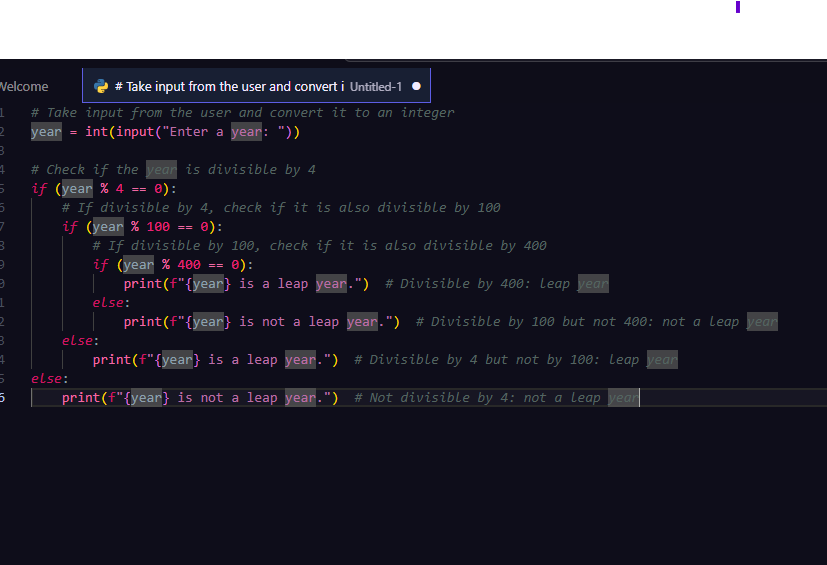 Welcome
# Take input from the user and convert i Untitled-1
1 # Take input from the user and convert it to an integer
2 year = int(input("Enter a year: "))
3
4 # Check if the year is divisible by 4
5 if (year % 4 == 0):
6 # If divisible by 4, check if it is also divisible by 100
7 if (year % 100 == 0):
8 # If divisible by 100, check if it is also divisible by 400
9 if (year % 400 == 0):
0 print(f"{year} is a leap year.")  # Divisible by 400: leap year
1 else:
2 print(f"{year} is not a leap year.")  # Divisible by 100 but not 400: not a leap year
3 else:
4 print(f"{year} is a leap year.")  # Divisible by 4 but not by 100: leap year
5 else:
6 print(f"{year} is not a leap year.")  # Not divisible by 4: not a leap year